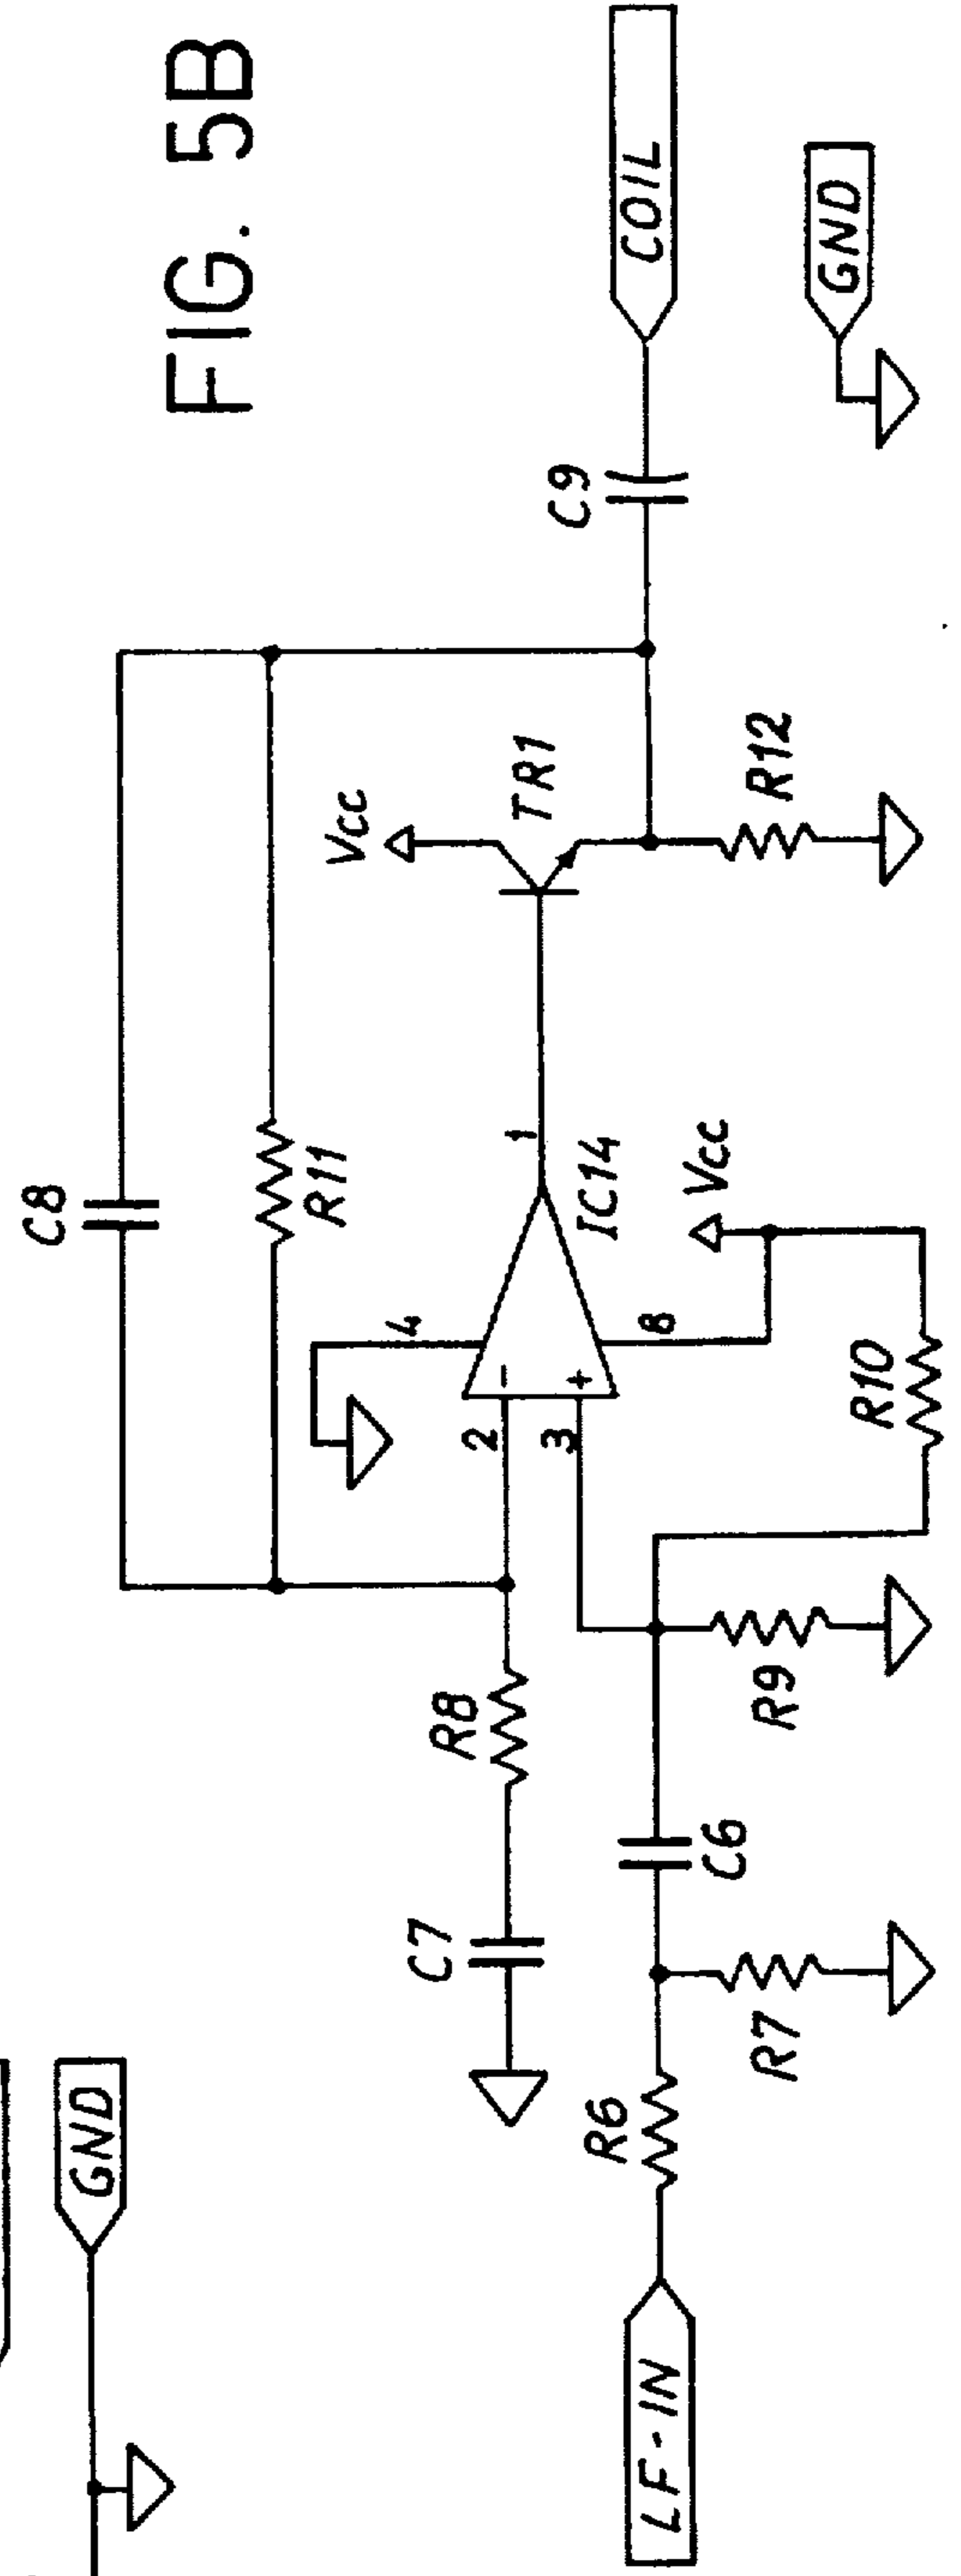 FIG. 5B
C8
R11
Vcc
TR1
C9
COIL
GND
R12
4
2
3
-
+
1
8
IC14
Vcc
R10
R8
C7
R9
C6
R7
R6
LF-IN
GND